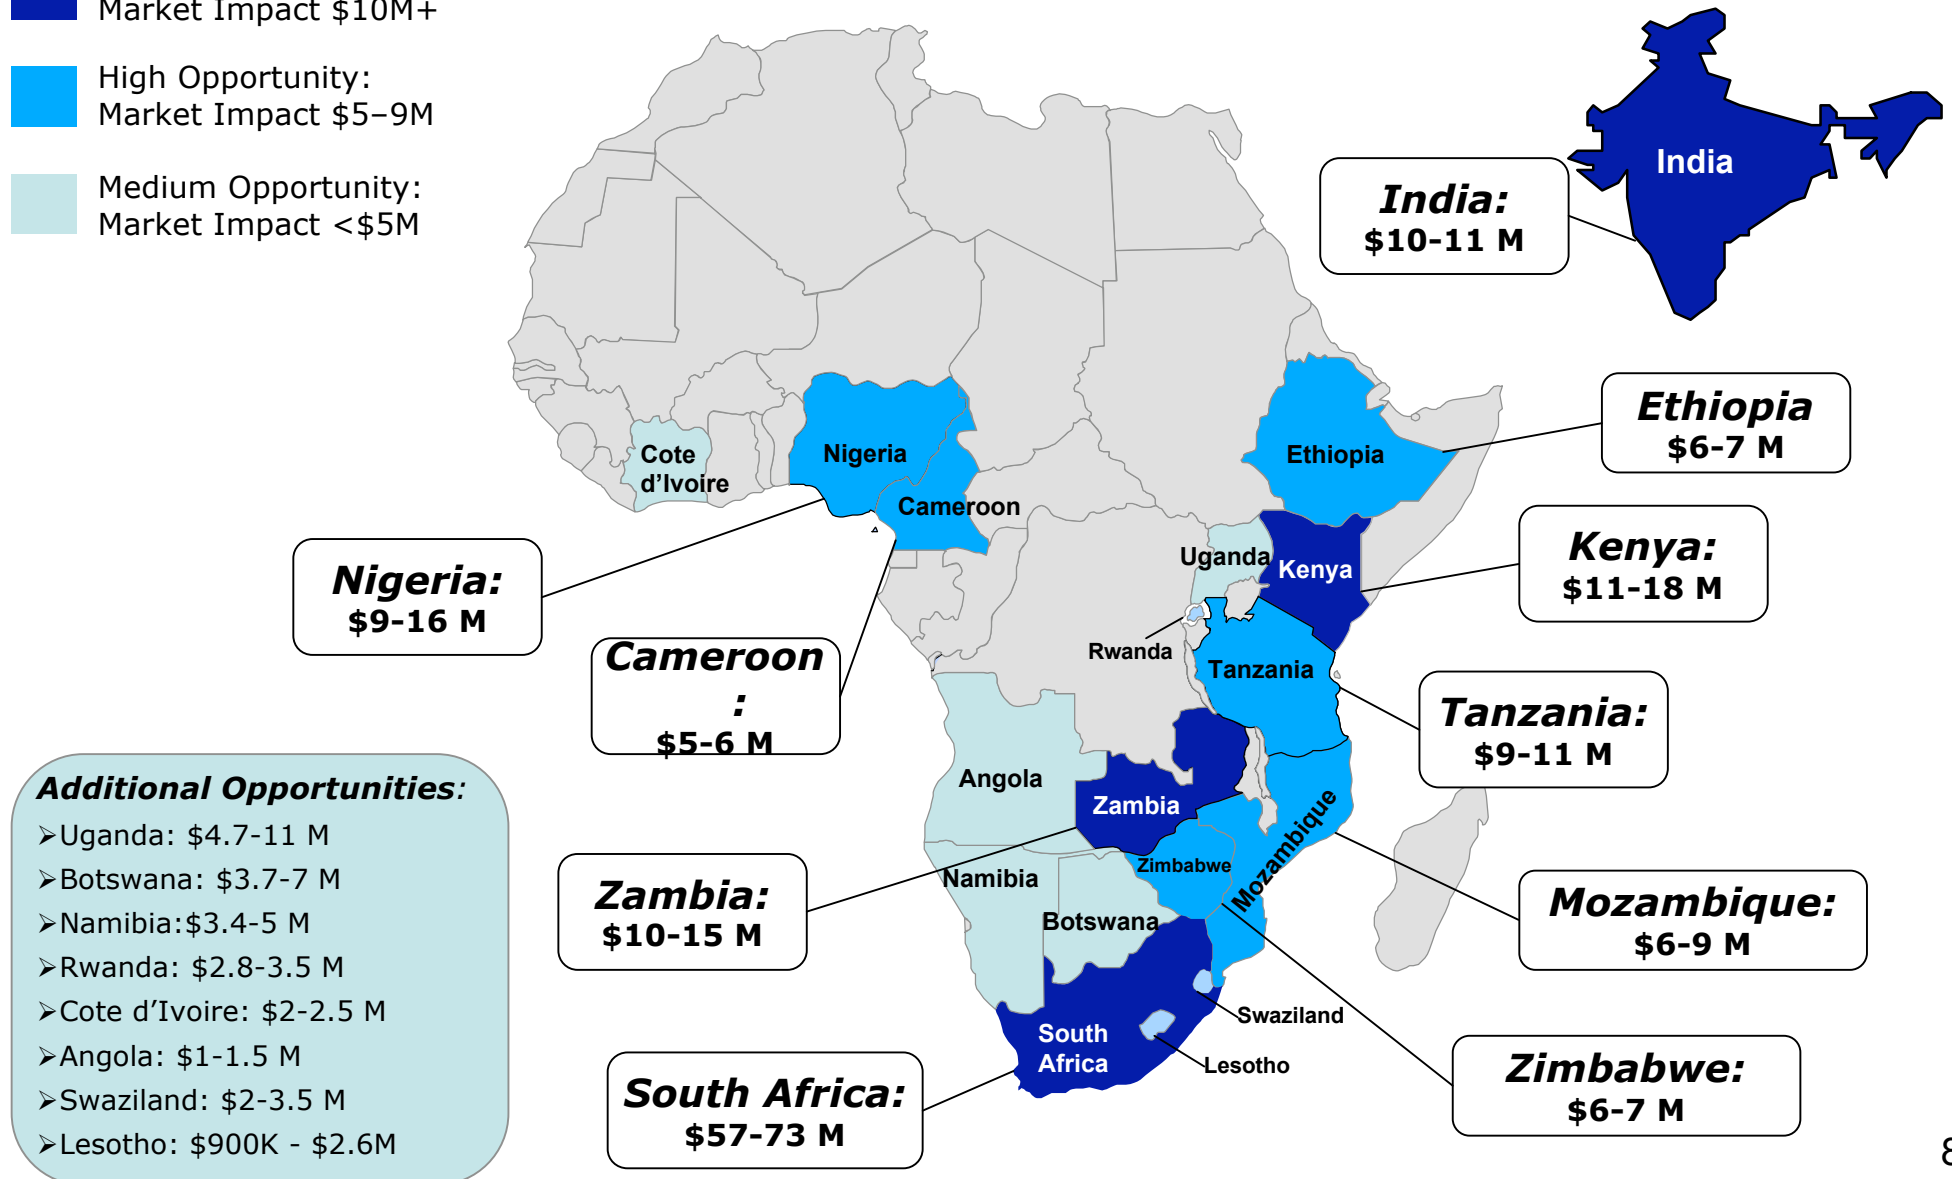 Market Impact $10M+
High Opportunity:
Market Impact $5–9M
Medium Opportunity:
Market Impact <$5M
India
India:
$10-11 M
Ethiopia
$6-7 M
Nigeria
Cote
d’Ivoire
Ethiopia
Cameroon
Uganda
Kenya
Kenya:
$11-18 M
Nigeria:
$9-16 M
Cameroon
:
$5-6 M
Rwanda
Tanzania
Tanzania:
$9-11 M
Angola
Zambia
Mozambique
Zimbabwe
Namibia
Botswana
Zambia:
$10-15 M
Mozambique:
$6-9 M
Swaziland
South
Africa
Lesotho
South Africa:
$57-73 M
Zimbabwe:
$6-7 M
Additional Opportunities:
➢Uganda: $4.7-11 M
➢Botswana: $3.7-7 M
➢Namibia:$3.4-5 M
➢Rwanda: $2.8-3.5 M
➢Cote d’Ivoire: $2-2.5 M
➢Angola: $1-1.5 M
➢Swaziland: $2-3.5 M
➢Lesotho: $900K - $2.6M
8